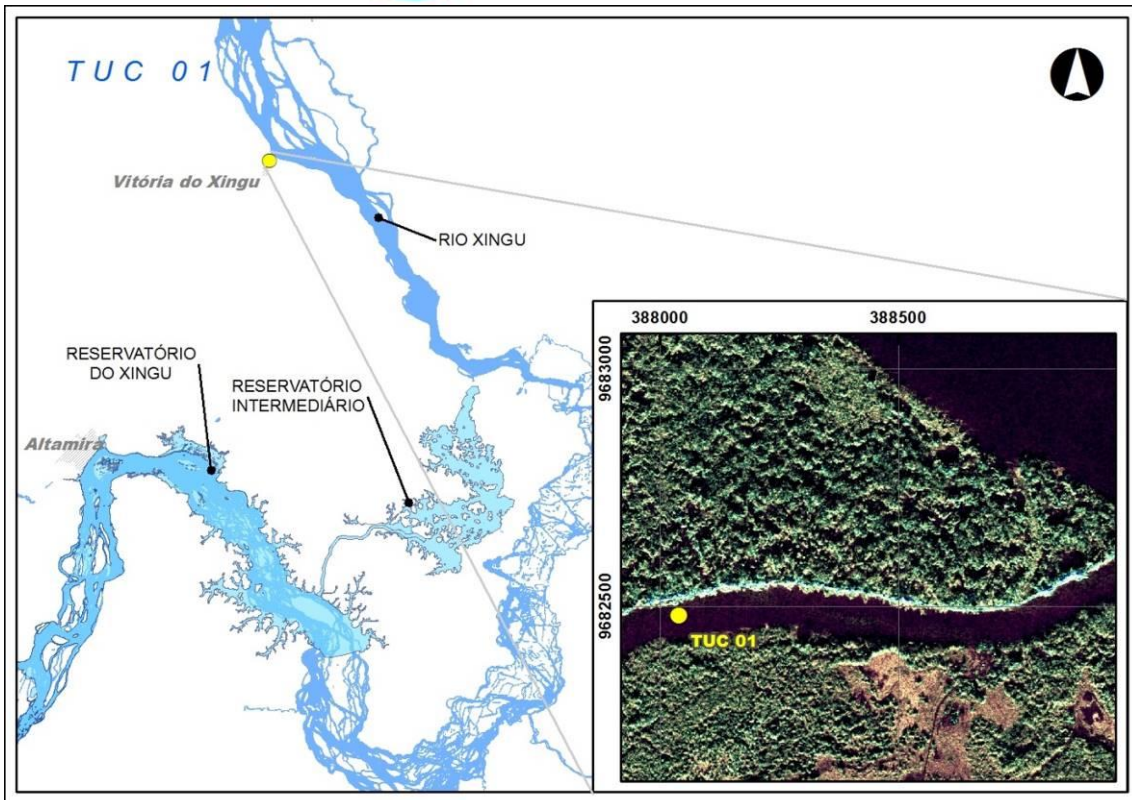 TUC 01
Vitória do Xingu
RIO XINGU
RESERVATÓRIO
DO XINGU
RESERVATÓRIO
INTERMEDIÁRIO
Altamira
388000
388500
9683000
9682500
TUC 01